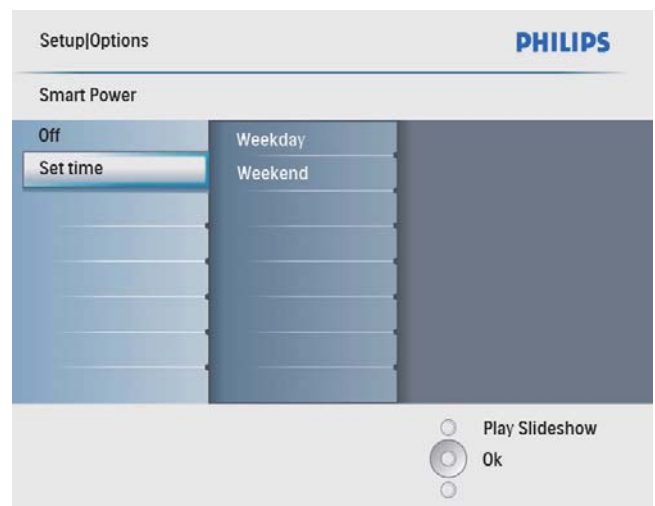 Setup|Options
PHILIPS
Smart Power
Off
Set time
Weekday
Weekend
Play Slideshow
Ok